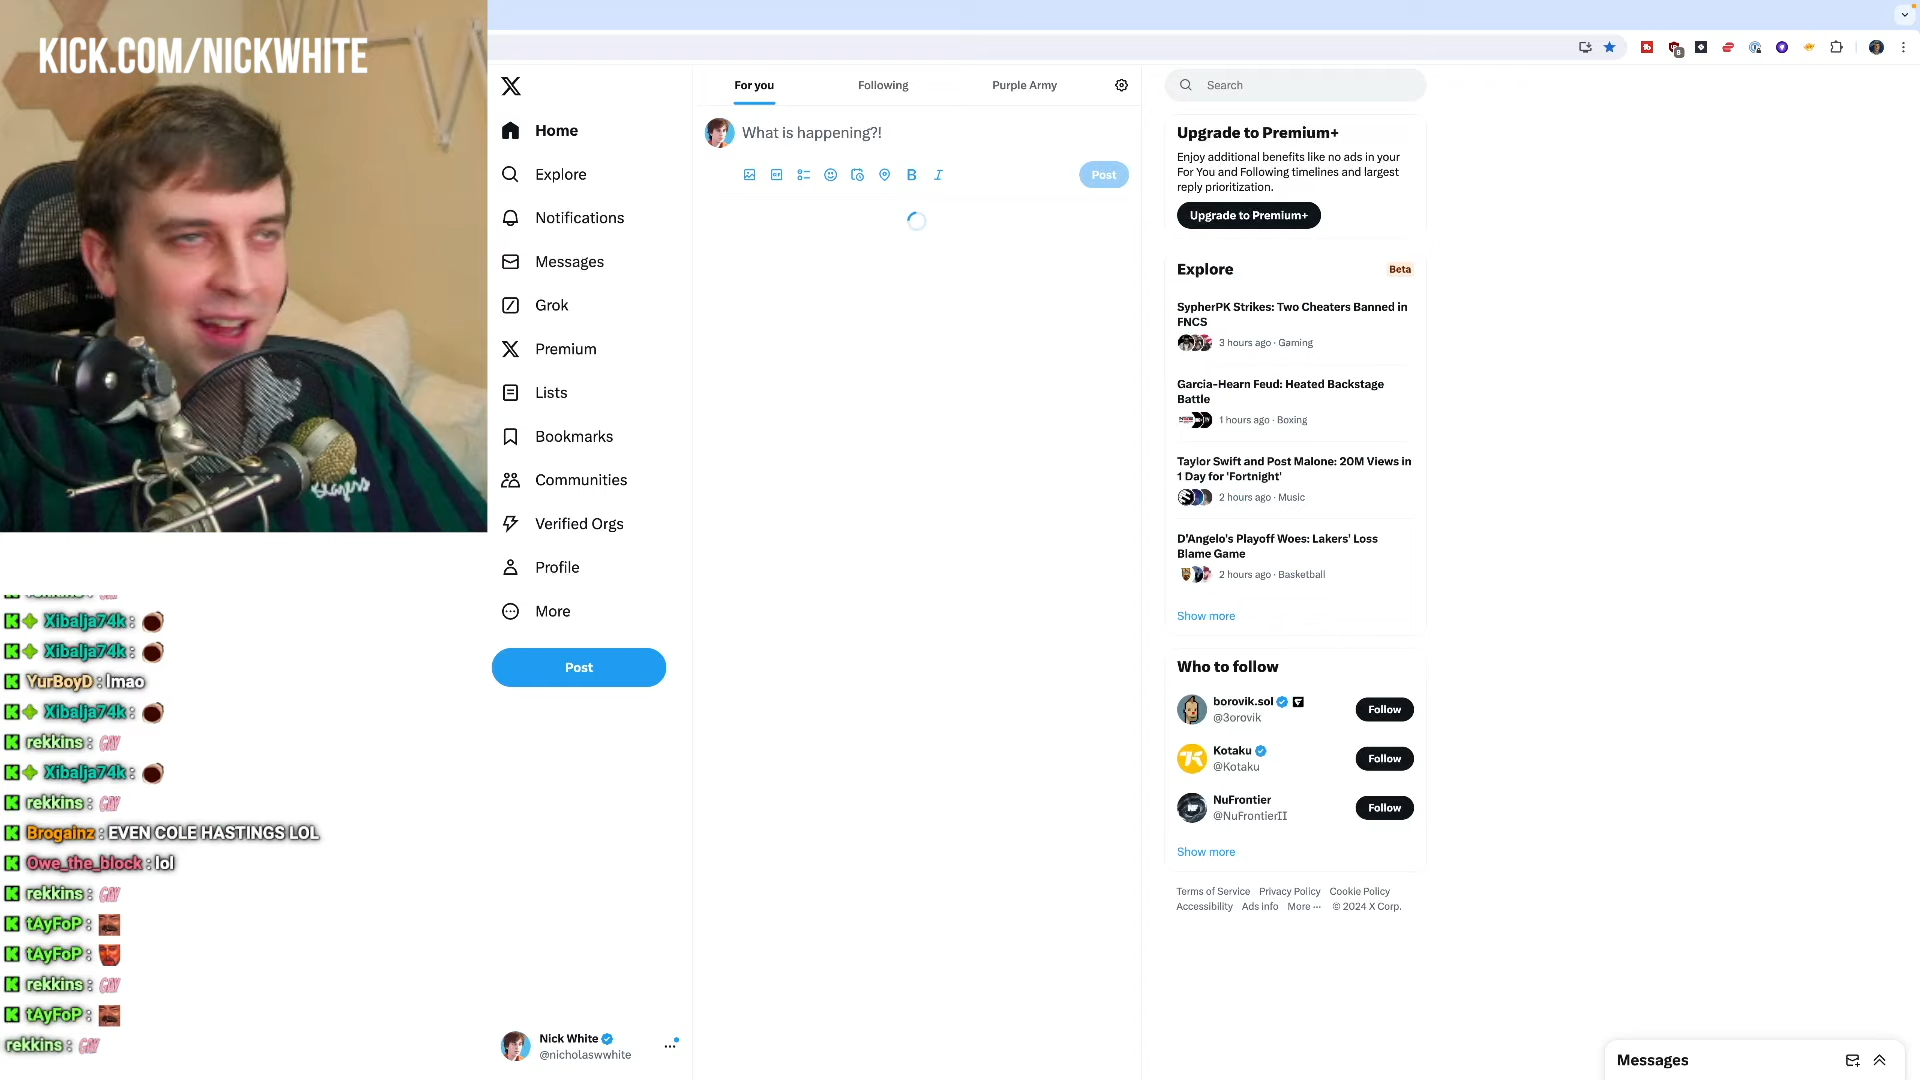 KICK.COM/NICKWHITE
Home
Explore
Notifications
Messages
Grok
Premium
Lists
Bookmarks
Communities
Verified Orgs
Profile
More
Post
Nick White
@nicholaswwhite
For you
Following
Purple Army
What is happening?!
GIF
B
I
Post
Search
Upgrade to Premium+
Enjoy additional benefits like no ads in your
For You and Following timelines and largest
reply prioritization.
Upgrade to Premium+
Explore
Beta
SypherPK Strikes: Two Cheaters Banned in
FNCS
3 hours ago · Gaming
Garcia-Hearn Feud: Heated Backstage
Battle
1 hours ago · Boxing
Taylor Swift and Post Malone: 20M Views in
1 Day for 'Fortnight'
2 hours ago · Music
D'Angelo's Playoff Woes: Lakers' Loss
Blame Game
2 hours ago · Basketball
Show more
Who to follow
borovik.sol
@3orovik
Follow
Kotaku
@Kotaku
Follow
NuFrontier
@NuFrontierII
Follow
Show more
Terms of Service Privacy Policy Cookie Policy
Accessibility Ads info More ··· © 2024 X Corp.
Messages
Xibalja74k:
Xibalja74k:
YurBoyD: lmao
Xibalja74k:
rekkins: GAY
Xibalja74k:
rekkins: GAY
Brogainz: EVEN COLE HASTINGS LOL
Owe_the_block: lol
rekkins: GAY
tAyFoP:
tAyFoP:
rekkins: GAY
tAyFoP:
rekkins: GAY